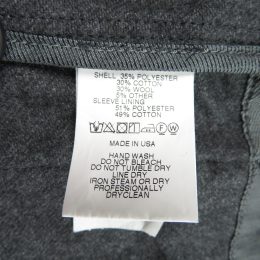 SHELL 35% POLYESTER
30% COTTON
30% WOOL
5% OTHER
SLEEVE LINING
51% POLYESTER
49% COTTON
F W
MADE IN USA
HAND WASH
DO NOT BLEACH
DO NOT TUMBLE DRY
LINE DRY
IRON STEAM OR DRY
PROFESSIONALLY
DRYCLEAN